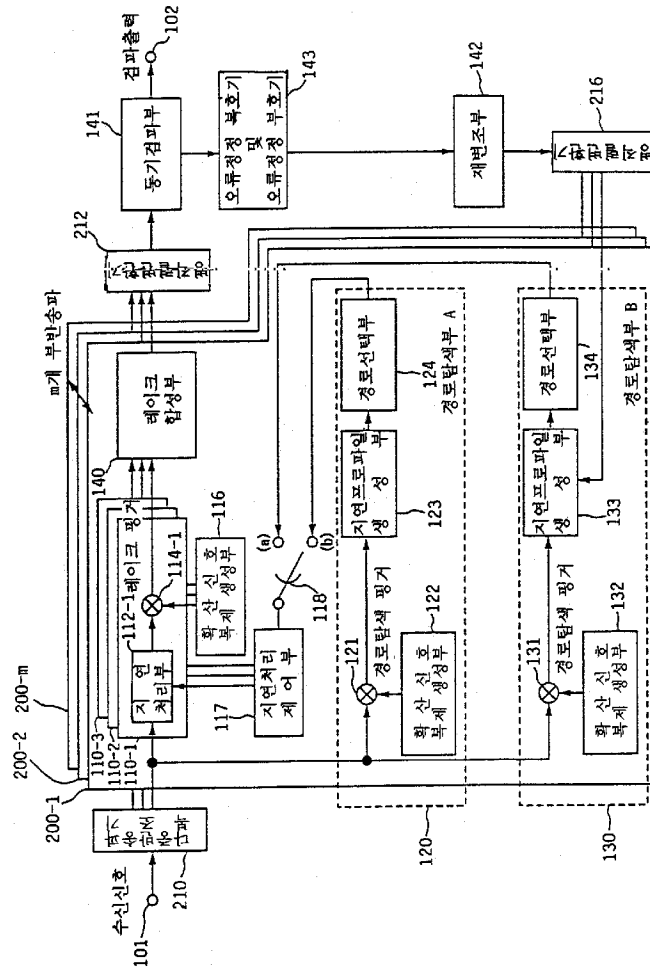 수신신호
101
210
200-1
200-2
200-m
110-3
110-2
110-1
112-1
레이크 핑거
지 연
처리부
114-1
116
확 산 신 호
복제 생성부
117
지연처리
제 어 부
118
(a)
(b)
140
레이크
합성부
m개 부반송파
212
141
동기검파부
검파출력
102
오류정정 복호기
및
오류정정 부호기
143
재변조부
142
216
120
121
경로탐색 핑거
122
확 산 신 호
복제 생성부
지연프로파일
생 성 부
123
경로선택부
124
경로탐색부 A
130
131
경로탐색 핑거
132
확 산 신 호
복제 생성부
지연프로파일
생 성 부
133
경로선택부
134
경로탐색부 B